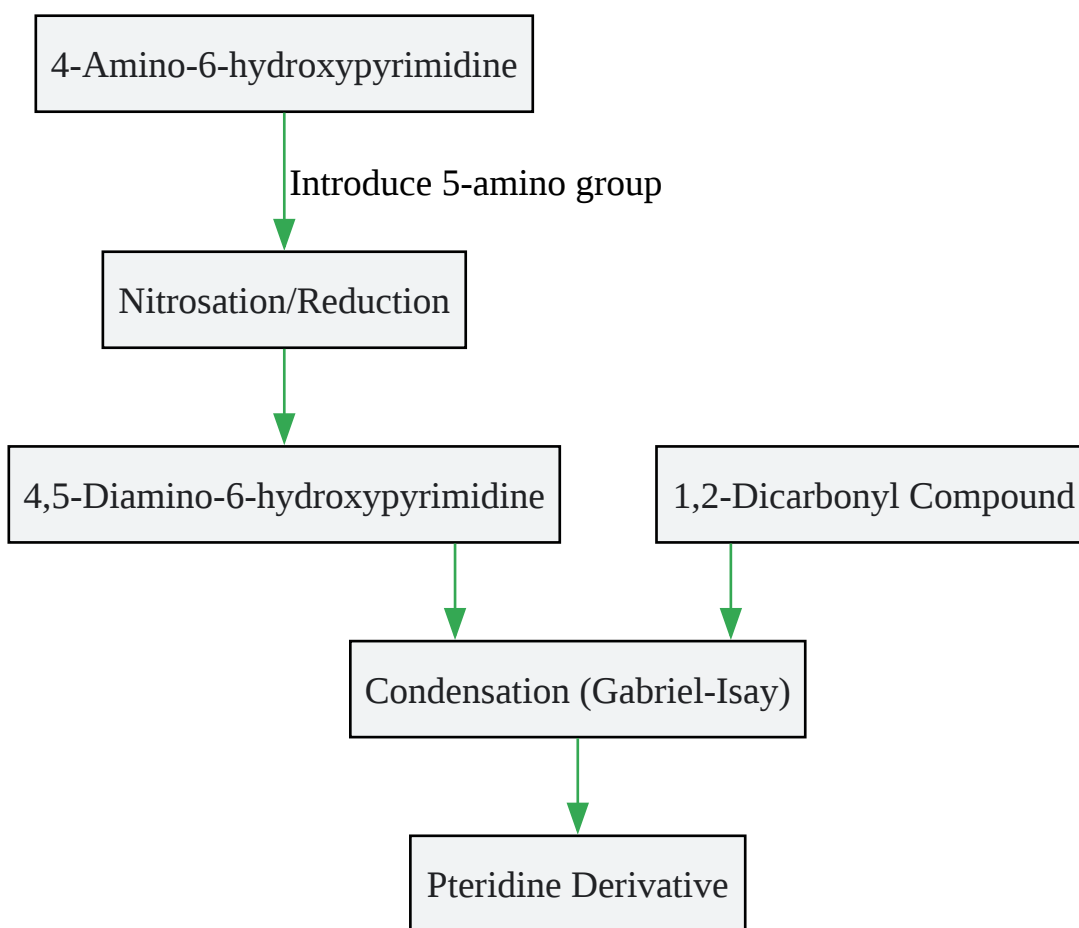 4-Amino-6-hydroxypyrimidine
Introduce 5-amino group
Nitrosation/Reduction
4,5-Diamino-6-hydroxypyrimidine
1,2-Dicarbonyl Compound
Condensation (Gabriel-Isay)
Pteridine Derivative